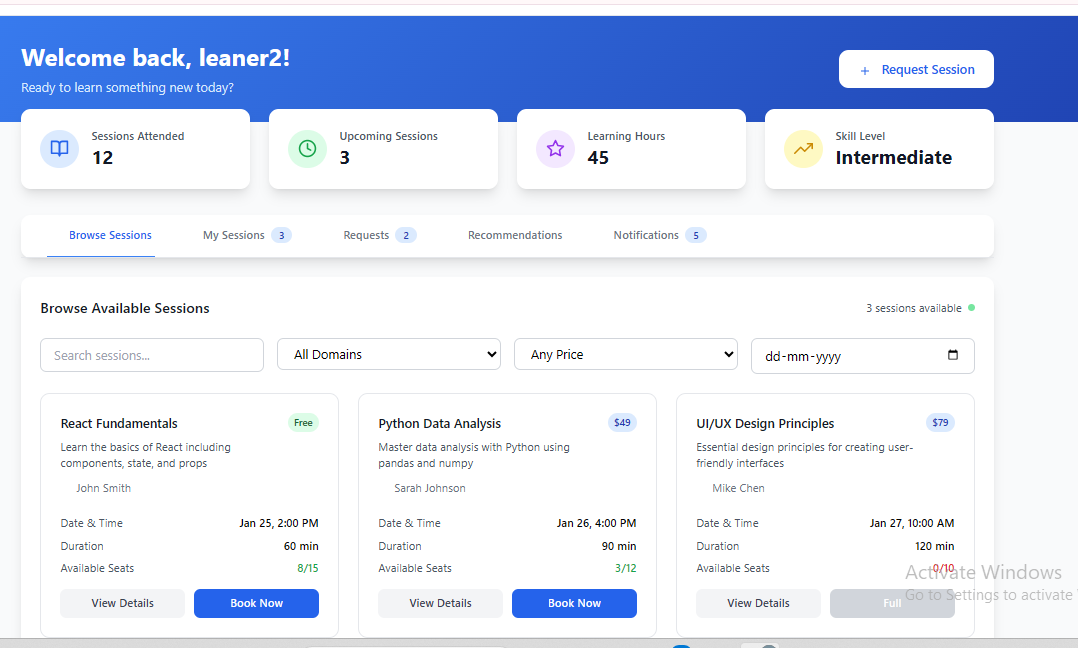 Welcome back, leaner2!
Ready to learn something new today?
+ Request Session
Sessions Attended
12
Upcoming Sessions
3
Learning Hours
45
Skill Level
Intermediate
Browse Sessions
My Sessions 3
Requests 2
Recommendations
Notifications 5
Browse Available Sessions
3 sessions available
Search sessions...
All Domains
Any Price
dd-mm-yyyy
React Fundamentals
Free
Learn the basics of React including
components, state, and props
John Smith
Date & Time
Jan 25, 2:00 PM
Duration
60 min
Available Seats
8/15
View Details
Book Now
Python Data Analysis
$49
Master data analysis with Python using
pandas and numpy
Sarah Johnson
Date & Time
Jan 26, 4:00 PM
Duration
90 min
Available Seats
3/12
View Details
Book Now
UI/UX Design Principles
$79
Essential design principles for creating user-
friendly interfaces
Mike Chen
Date & Time
Jan 27, 10:00 AM
Duration
120 min
Available Seats
0/10
View Details
Full
Activate Windows
Go to Settings to activate